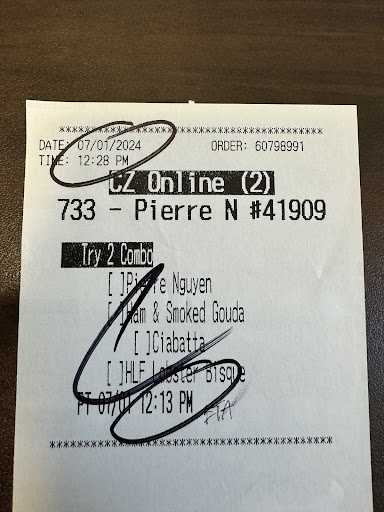 ************************************
DATE: 07/01/2024 ORDER: 60798991
TIME: 12:28 PM
CZ Online (2)
733 - Pierre N #41909
Try 2 Combo
[ ]Pierre Nguyen
[ ]Ham & Smoked Gouda
[ ]Ciabatta
[ ]HLF Lobster Bisque
PT 07/01 12:13 PM
************************************